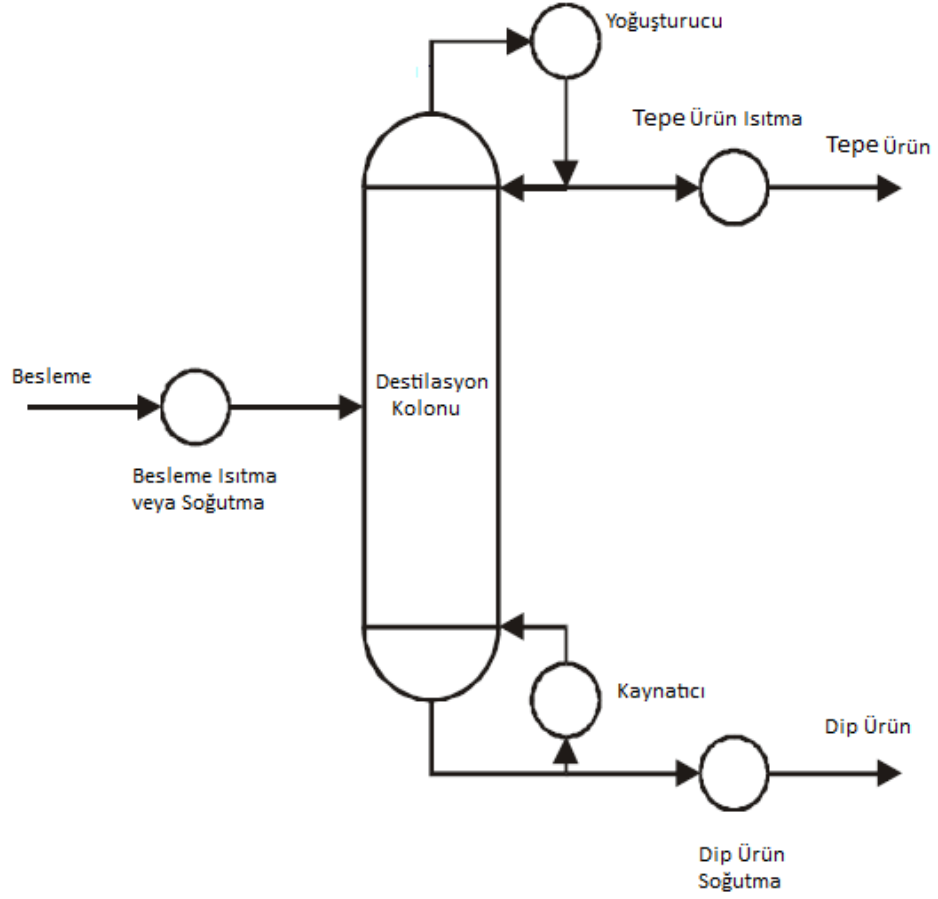 Yoğuşturucu
Tepe Ürün Isıtma
Tepe Ürün
Besleme
Destilasyon
Kolonu
Besleme Isıtma
veya Soğutma
Kaynatıcı
Dip Ürün
Dip Ürün
Soğutma